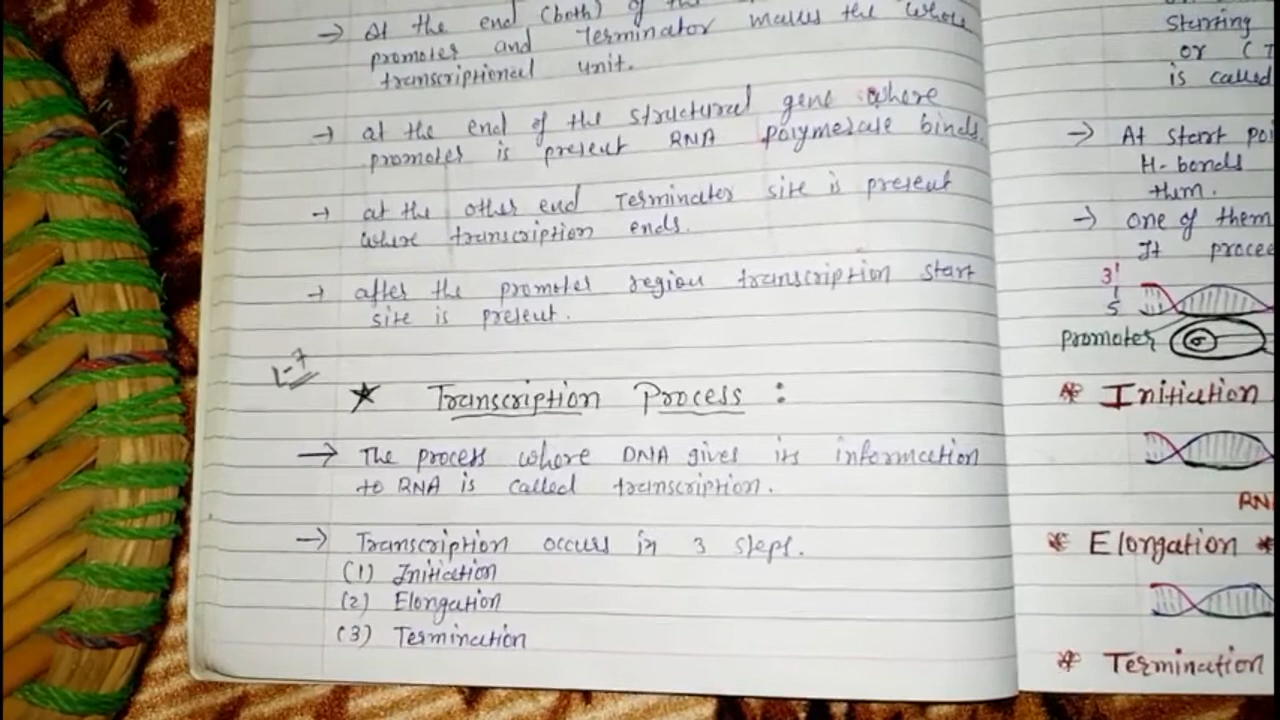 → At the end (both) of the
promoter and Terminator makes the whole
transcriptional unit.
→ at the end of the structural gene where
promoter is present RNA polymerase binds.
→ at the other end Terminator site is present
where transcription ends.
→ after the promoter region transcription start
site is present.
L-7
★ Transcription Process :
→ The process where DNA gives its information
to RNA is called transcription.
→ Transcription occurs in 3 steps.
(1) Initiation
(2) Elongation
(3) Termination
Starting
or (T
is called
→ At start poi
H-bonds
them.
→ one of them
It procee
3'
5
promoter
σ
* Initiation
RN
* Elongation *
* Termination